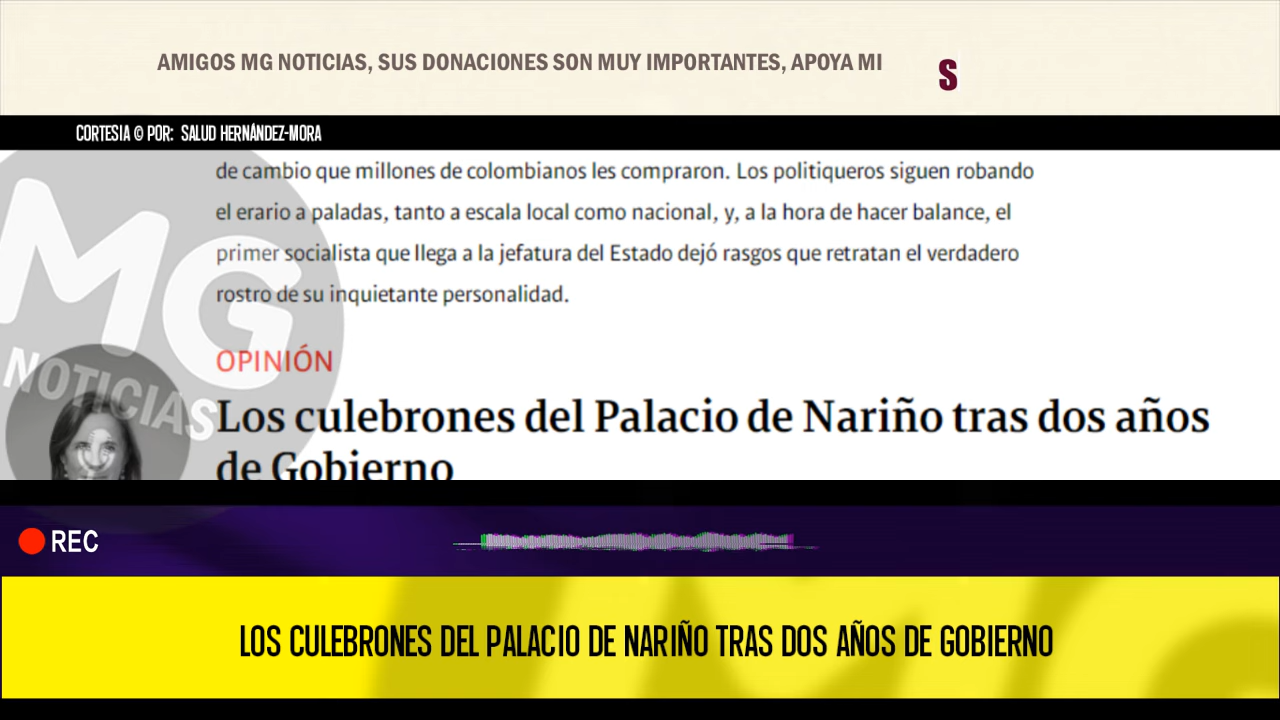 AMIGOS MG NOTICIAS, SUS DONACIONES SON MUY IMPORTANTES, APOYA MI
S
CORTESIA © POR: SALUD HERNÁNDEZ-MORA
de cambio que millones de colombianos les compraron. Los politiqueros siguen robando
el erario a paladas, tanto a escala local como nacional, y, a la hora de hacer balance, el
primer socialista que llega a la jefatura del Estado dejó rasgos que retratan el verdadero
rostro de su inquietante personalidad.
MG
NOTICIAS
OPINIÓN
Los culebrones del Palacio de Nariño tras dos años
de Gobierno
REC
LOS CULEBRONES DEL PALACIO DE NARIÑO TRAS DOS AÑOS DE GOBIERNO